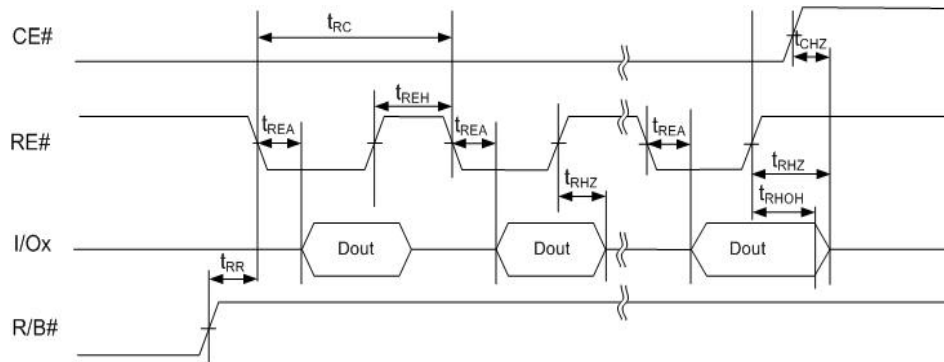 CE#
tRC
tCHZ
RE#
tREA
tREH
tREA
tREA
tRHZ
tRHZ
tRHOH
I/Ox
Dout
Dout
Dout
tRR
R/B#